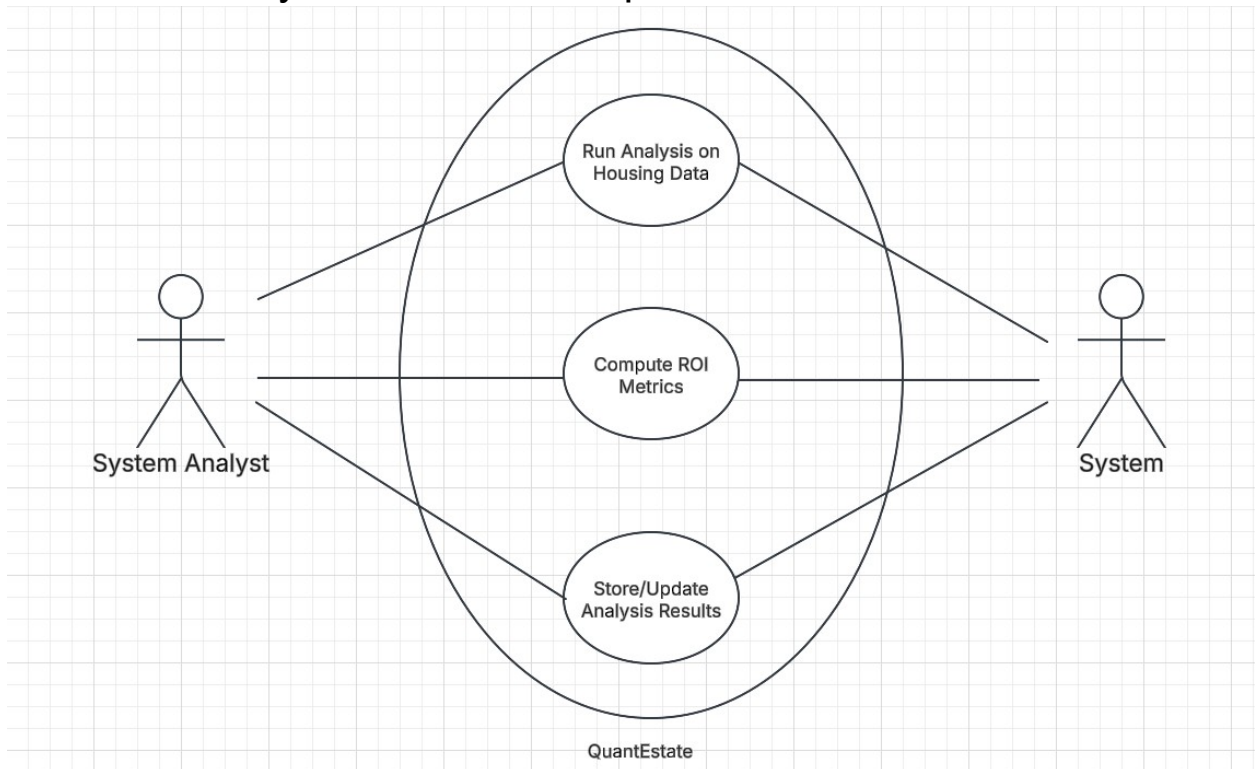 Run Analysis on
Housing Data
Compute ROI
Metrics
System Analyst
System
Store/Update
Analysis Results
QuantEstate